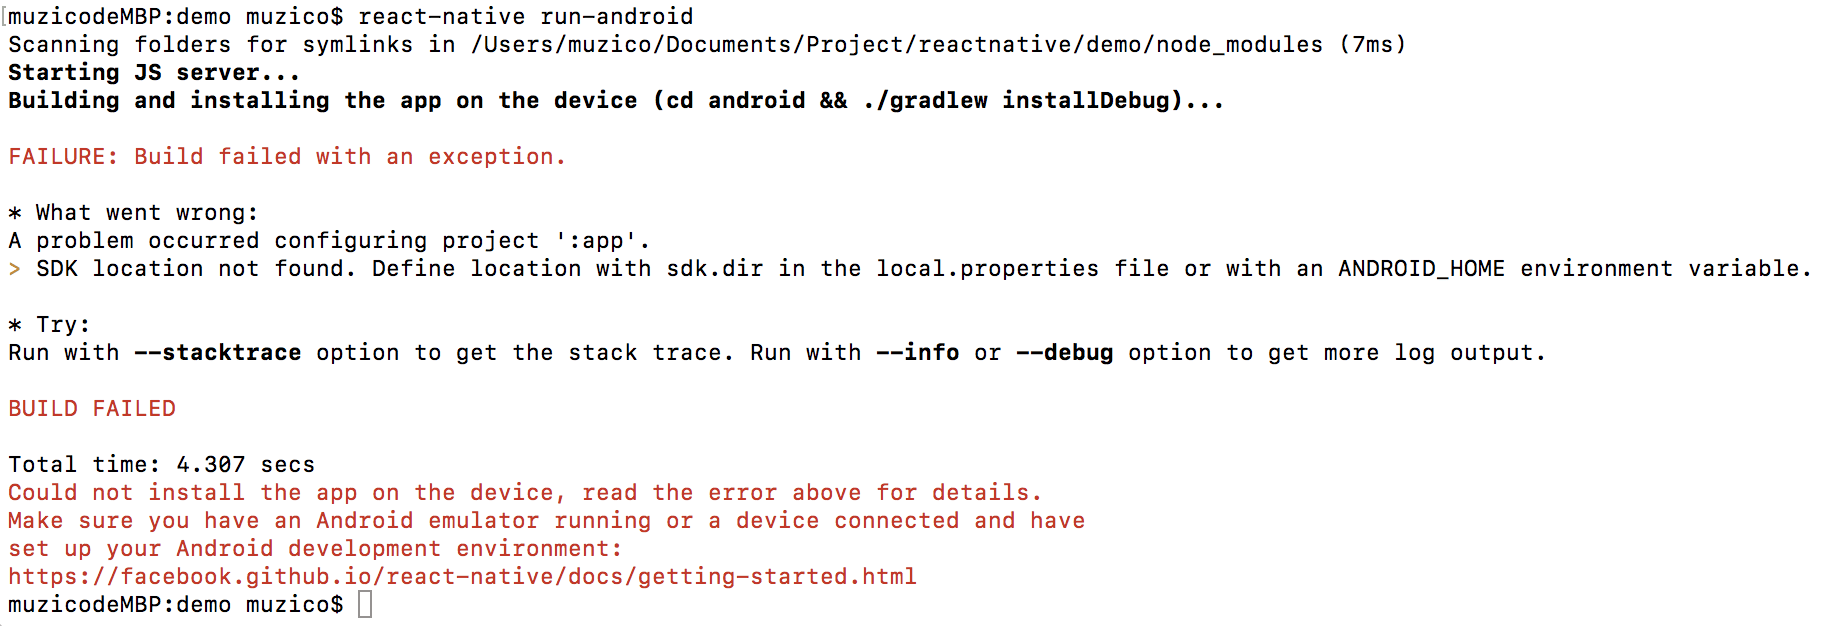 [muzicodeMBP:demo muzico$ react-native run-android
Scanning folders for symlinks in /Users/muzico/Documents/Project/reactnative/demo/node_modules (7ms)
Starting JS server...
Building and installing the app on the device (cd android && ./gradlew installDebug)...
FAILURE: Build failed with an exception.
* What went wrong:
A problem occurred configuring project ':app'.
> SDK location not found. Define location with sdk.dir in the local.properties file or with an ANDROID_HOME environment variable.
* Try:
Run with --stacktrace option to get the stack trace. Run with --info or --debug option to get more log output.
BUILD FAILED
Total time: 4.307 secs
Could not install the app on the device, read the error above for details.
Make sure you have an Android emulator running or a device connected and have
set up your Android development environment:
https://facebook.github.io/react-native/docs/getting-started.html
muzicodeMBP:demo muzico$